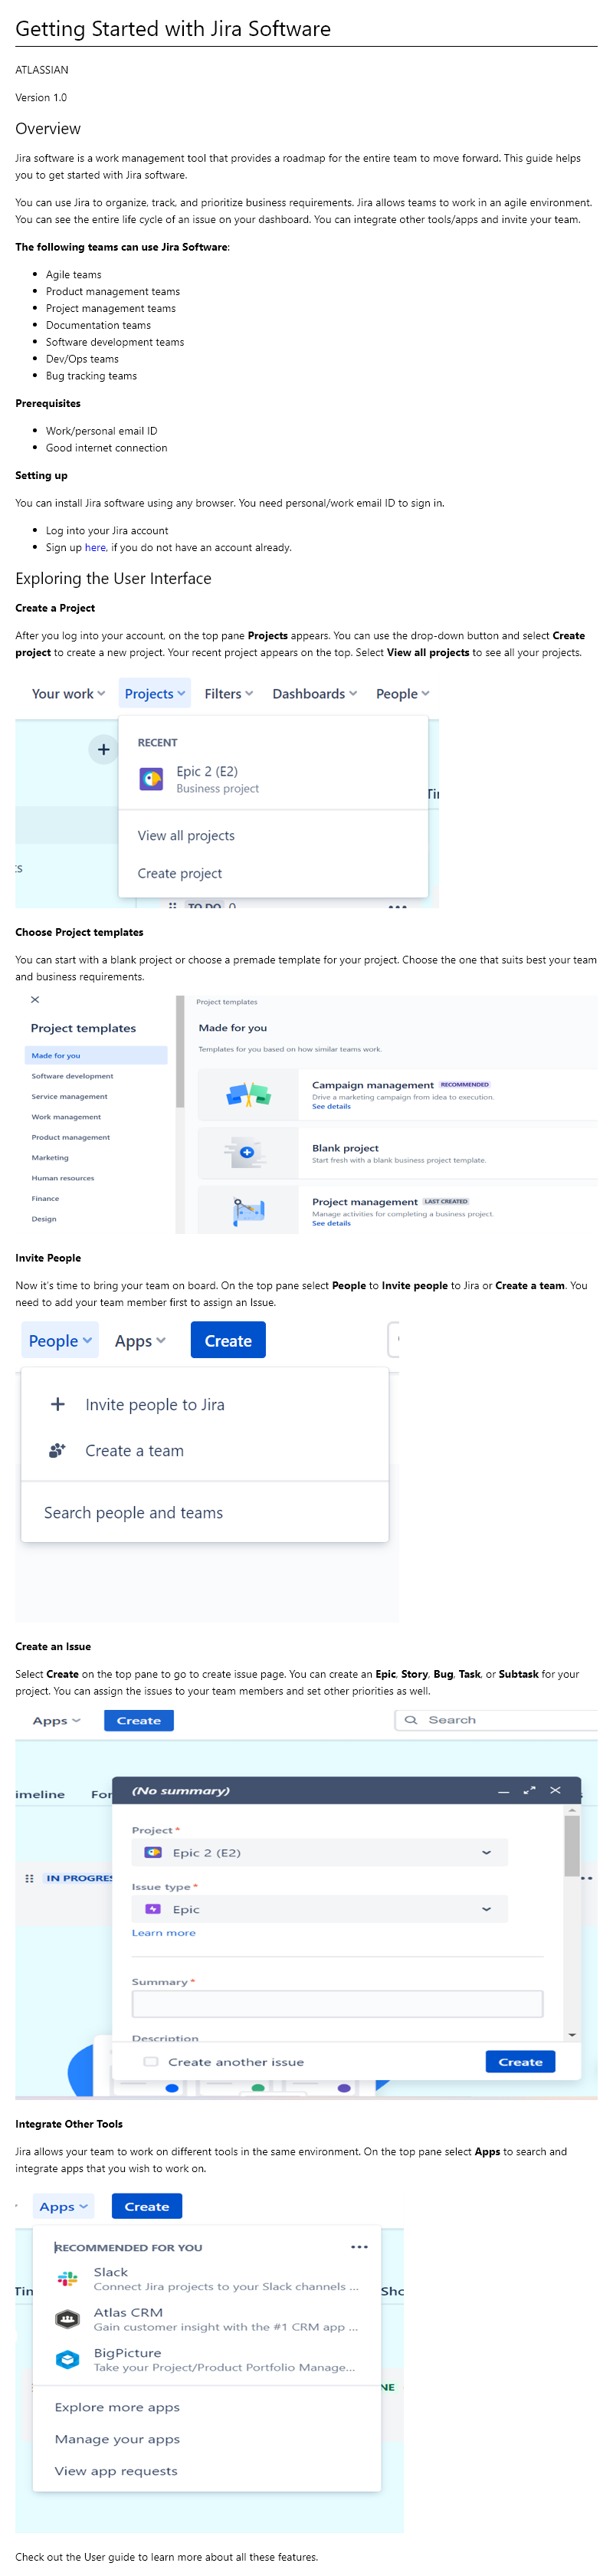 Getting Started with Jira Software
ATLASSIAN
Version 1.0
Overview
Jira software is a work management tool that provides a roadmap for the entire team to move forward. This guide helps
you to get started with Jira software.
You can use Jira to organize, track, and prioritize business requirements. Jira allows teams to work in an agile environment.
You can see the entire life cycle of an issue on your dashboard. You can integrate other tools/apps and invite your team.
The following teams can use Jira Software:
• Agile teams
• Product management teams
• Project management teams
• Documentation teams
• Software development teams
• Dev/Ops teams
• Bug tracking teams
Prerequisites
• Work/personal email ID
• Good internet connection
Setting up
You can install Jira software using any browser. You need personal/work email ID to sign in.
• Log into your Jira account
• Sign up here, if you do not have an account already.
Exploring the User Interface
Create a Project
After you log into your account, on the top pane Projects appears. You can use the drop-down button and select Create
project to create a new project. Your recent project appears on the top. Select View all projects to see all your projects.
Your work Projects Filters Dashboards People
RECENT
Epic 2 (E2)
Business project
View all projects
Create project
TO DO 0
Choose Project templates
You can start with a blank project or choose a premade template for your project. Choose the one that suits best your team
and business requirements.
Project templates
Made for you
Software development
Service management
Work management
Product management
Marketing
Human resources
Finance
Design
Project templates
Made for you
Templates for you based on how similar teams work.
Campaign management RECOMMENDED
Drive a marketing campaign from idea to execution.
See details
Blank project
Start fresh with a blank business project template.
Project management LAST CREATED
Manage activities for completing a business project.
See details
Invite People
Now it's time to bring your team on board. On the top pane select People to Invite people to Jira or Create a team. You
need to add your team member first to assign an Issue.
People Apps Create
Invite people to Jira
Create a team
Search people and teams
Create an Issue
Select Create on the top pane to go to create issue page. You can create an Epic, Story, Bug, Task, or Subtask for your
project. You can assign the issues to your team members and set other priorities as well.
Apps Create Search
imeline For
(No summary)
IN PROGRES
Project *
Epic 2 (E2)
Issue type *
Epic
Learn more
Summary *
Description
Create another issue Create
Integrate Other Tools
Jira allows your team to work on different tools in the same environment. On the top pane select Apps to search and
integrate apps that you wish to work on.
Apps Create
RECOMMENDED FOR YOU
Slack
Connect Jira projects to your Slack channels ...
Tin Sho
Atlas CRM
Gain customer insight with the #1 CRM app ...
BigPicture
Take your Project/Product Portfolio Manage...
NE
Explore more apps
Manage your apps
View app requests
Check out the User guide to learn more about all these features.